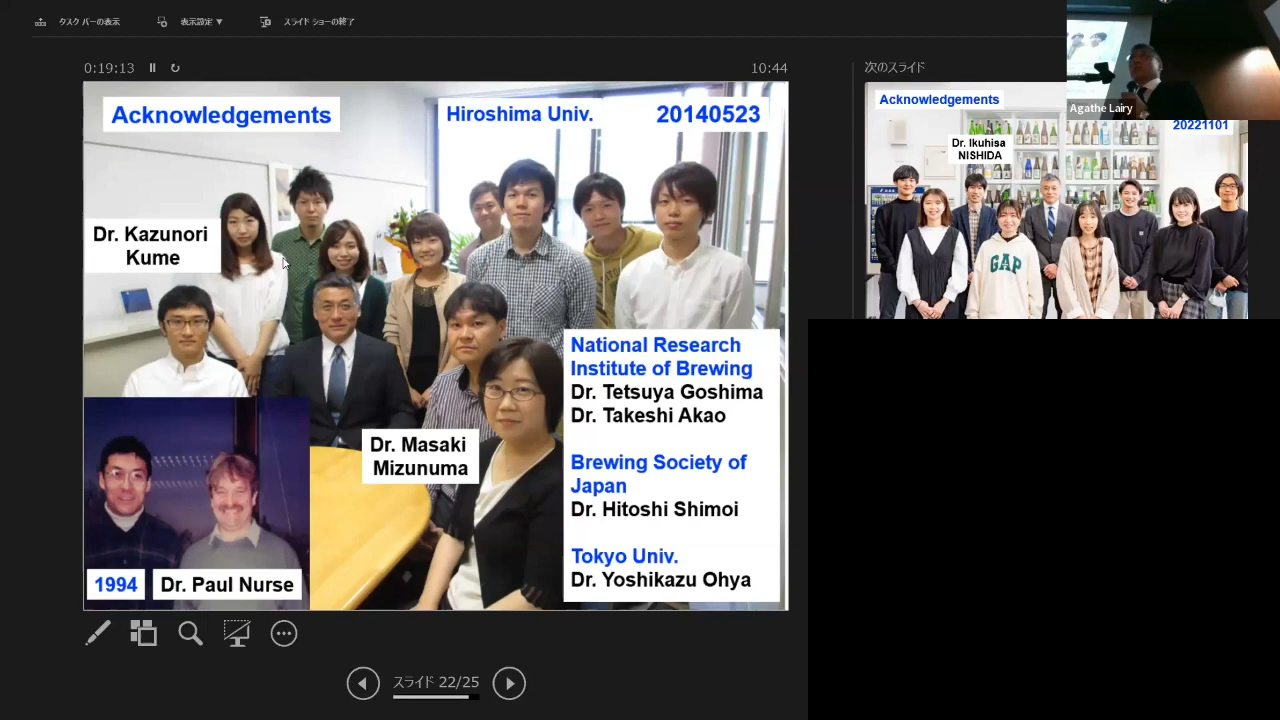 タスク バーの表示
表示設定 ▼
スライド ショーの終了
0:19:13
10:44
次のスライド
Acknowledgements
Hiroshima Univ.
20140523
Dr. Kazunori
Kume
Dr. Masaki
Mizunuma
National Research
Institute of Brewing
Dr. Tetsuya Goshima
Dr. Takeshi Akao
Brewing Society of
Japan
Dr. Hitoshi Shimoi
Tokyo Univ.
Dr. Yoshikazu Ohya
1994
Dr. Paul Nurse
Acknowledgements
20221101
Dr. Ikuhisa
NISHIDA
GAP
Agathe Lairy
スライド 22/25